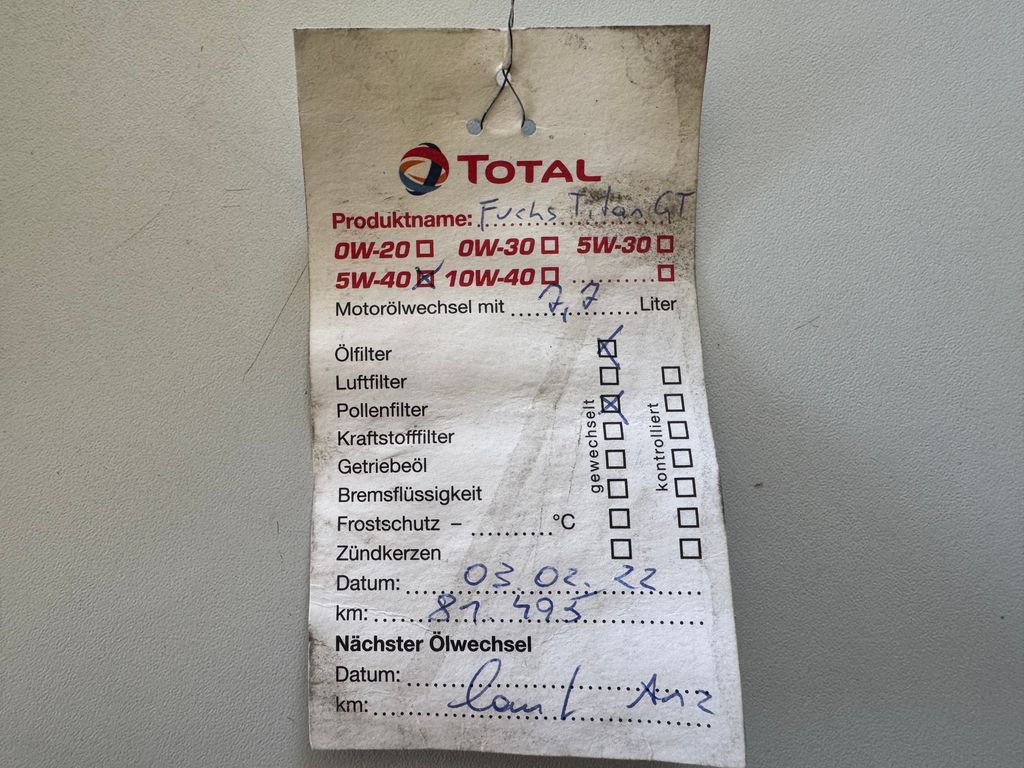 TOTAL
Produktname: Fuchs Titan GT
0W-20 0W-30 5W-30
5W-40 10W-40
Motorölwechsel mit 7,7 Liter
Ölfilter
Luftfilter
Pollenfilter
Kraftstofffilter
Getriebeöl
Bremsflüssigkeit
Frostschutz – .......... °C
Zündkerzen
gewechselt
kontrolliert
Datum: 03.02.22
km: 81.495
Nächster Ölwechsel
Datum:
km: laut Anz